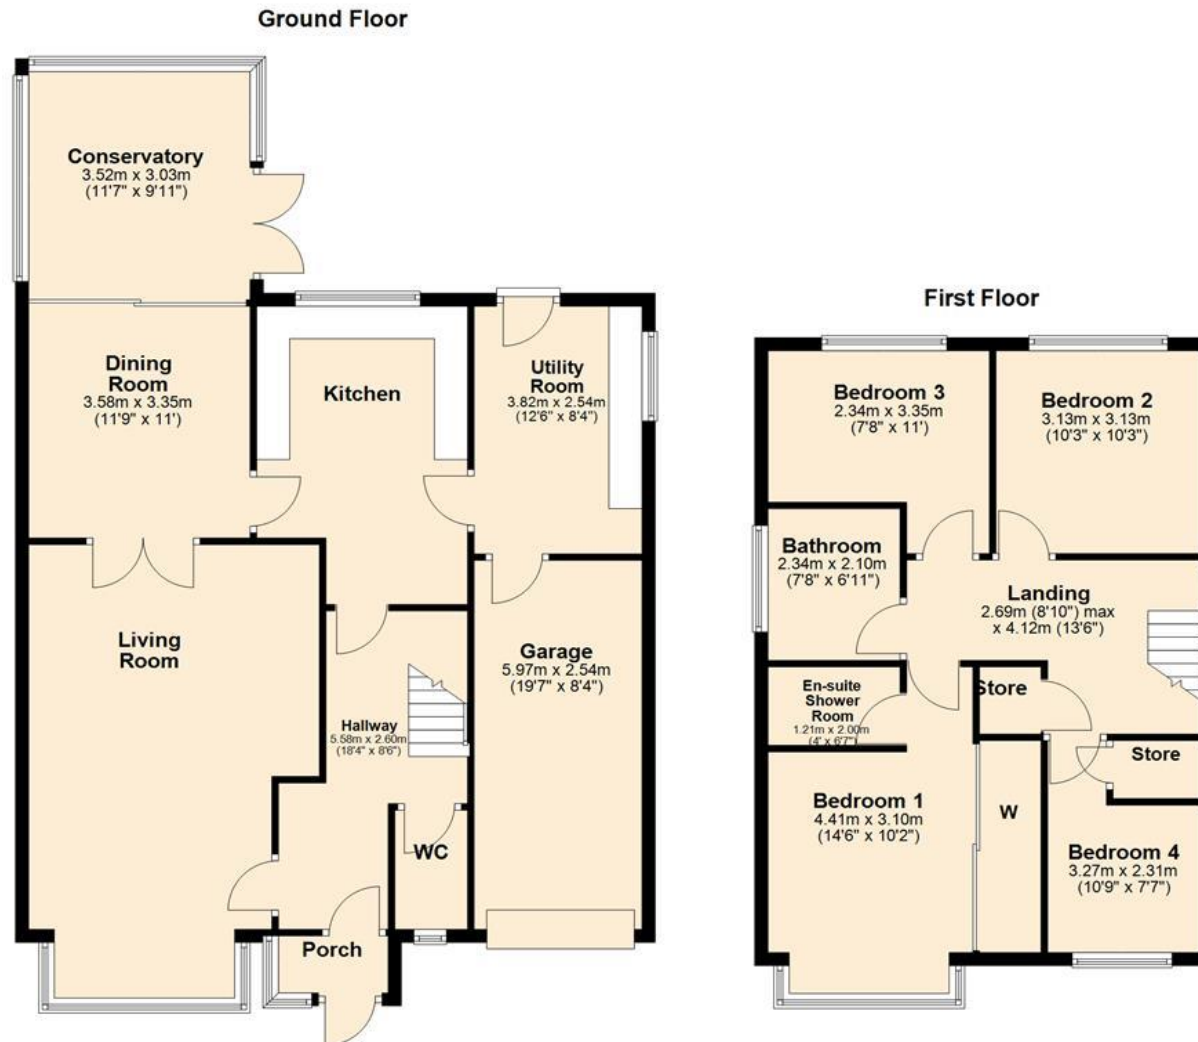 Ground Floor
Conservatory
3.52m x 3.03m
(11'7" x 9'11")
Dining
Room
3.58m x 3.35m
(11'9" x 11')
Kitchen
Utility
Room
3.82m x 2.54m
(12'6" x 8'4")
Living
Room
Hallway
5.58m x 2.60m
(18'4" x 8'6")
Garage
5.97m x 2.54m
(19'7" x 8'4")
WC
Porch
First Floor
Bedroom 3
2.34m x 3.35m
(7'8" x 11')
Bedroom 2
3.13m x 3.13m
(10'3" x 10'3")
Bathroom
2.34m x 2.10m
(7'8" x 6'11")
Landing
2.69m (8'10") max
x 4.12m (13'6")
En-suite
Shower
Room
1.21m x 2.00m
(4' x 6'7")
Store
Store
Bedroom 1
4.41m x 3.10m
(14'6" x 10'2")
W
Bedroom 4
3.27m x 2.31m
(10'9" x 7'7")